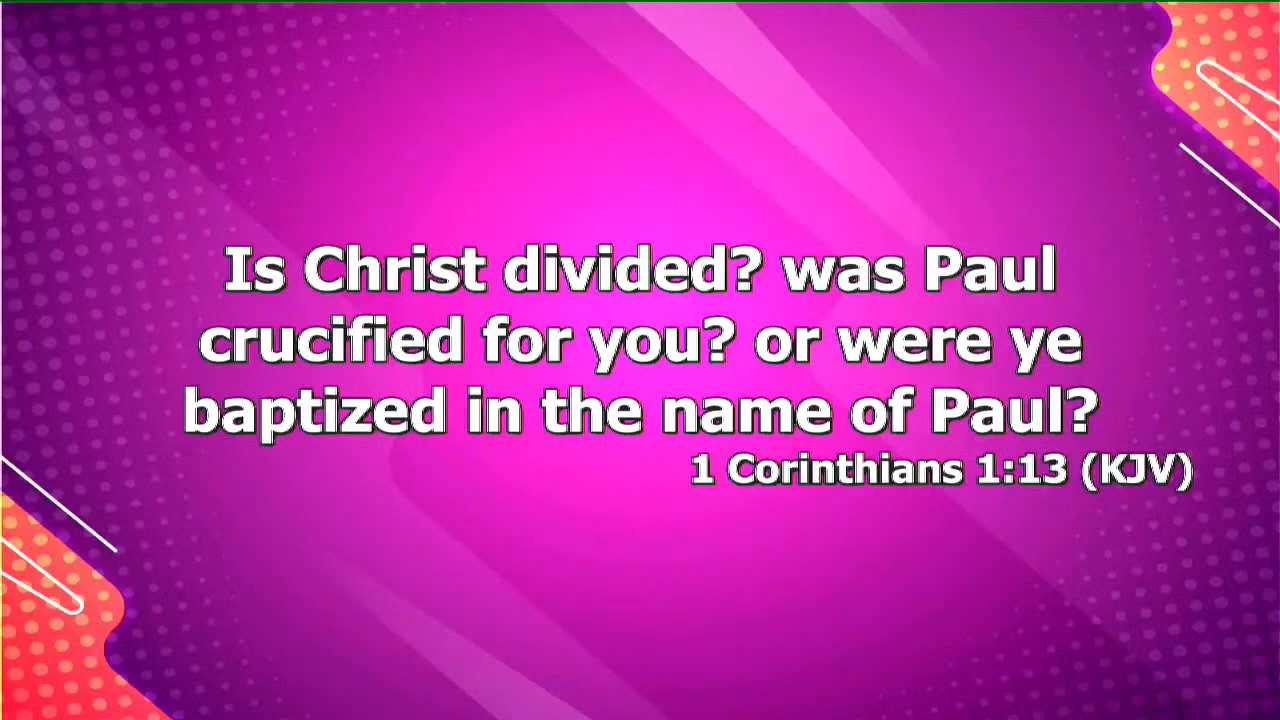 Is Christ divided? was Paul
crucified for you? or were ye
baptized in the name of Paul?
1 Corinthians 1:13 (KJV)